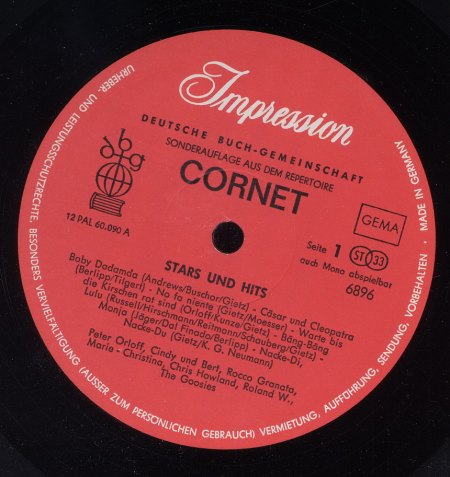 Impression
DEUTSCHE BUCH-GEMEINSCHAFT
SONDERAUFLAGE AUS DEM REPERTOIRE
CORNET
dbg
12 PAL 60.090 A
GEMA
Seite 1 ST 33
auch Mono abspielbar
6896
STARS UND HITS
Baby Dadamda (Andrews/Buschor/Gietz) - Cäsar und Cleopatra
(Berlipp/Tilgert) - No fa niente (Gietz/Maesser) - Warte bis
die Kirschen rot sind (Orloff/Kunze/Gietz) - Bäng-Bäng
Lulu (Russell/Hirschmann/Reitmann/Schauberg/Gietz) -
Monja (Jäger/Dal Finado/Berlipp) - Nacke-Di,
Nacke-Du (Gietz/K. G. Neumann)
Peter Orloff, Cindy und Bert, Rocco Granata,
Marie-Christina, Chris Howland, Roland W.,
The Goosies
URHEBER- UND LEISTUNGSSCHUTZRECHTE, BESONDERS VERVIELFÄLTIGUNG (AUSSER ZUM PERSÖNLICHEN GEBRAUCH) VERMIETUNG, AUFFÜHRUNG, SENDUNG, VORBEHALTEN · MADE IN GERMANY